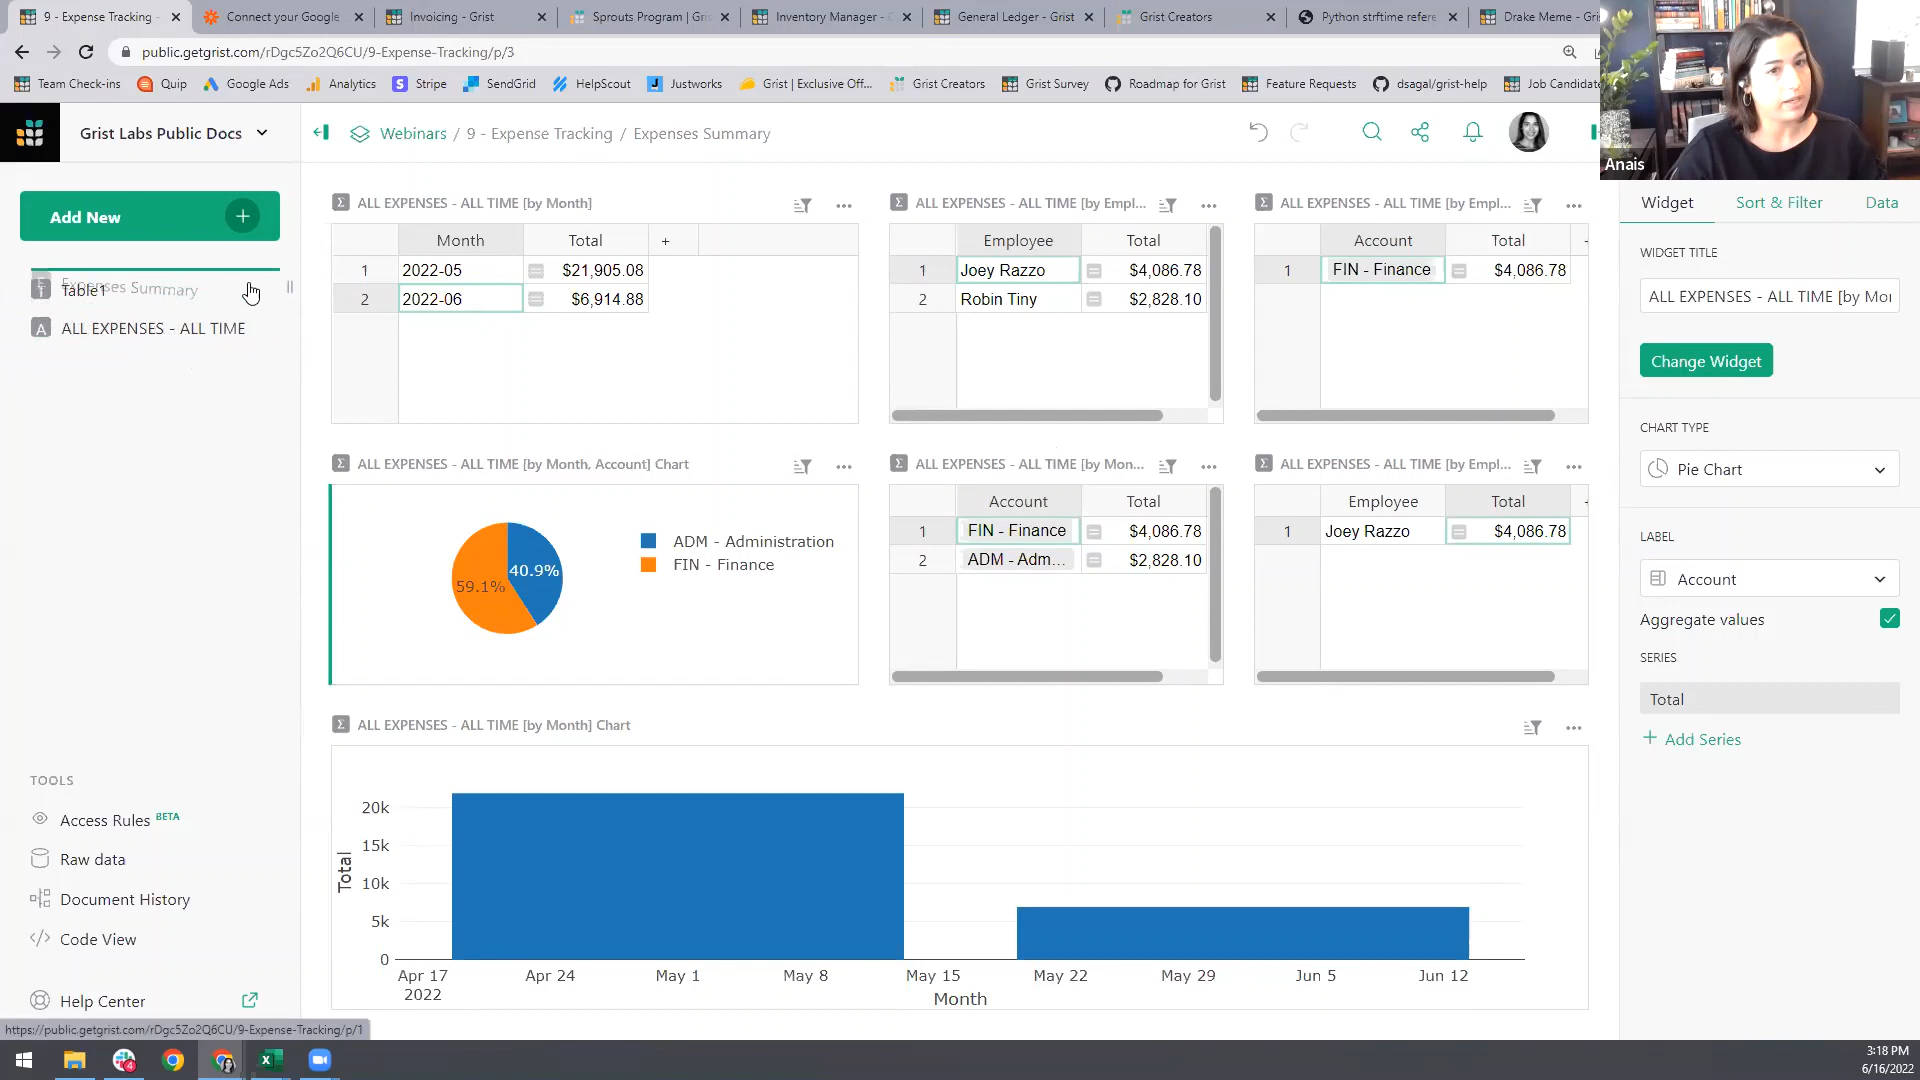 9 - Expense Tracking -
Connect your Google
Invoicing - Grist
Sprouts Program | Gri
Inventory Manager -
General Ledger - Grist
Grist Creators
Python strftime refere
Drake Meme - Gri
public.getgrist.com/rDgc5Zo2Q6CU/9-Expense-Tracking/p/3
Team Check-ins
Quip
Google Ads
Analytics
Stripe
SendGrid
HelpScout
Justworks
Grist | Exclusive Off...
Grist Creators
Grist Survey
Roadmap for Grist
Feature Requests
dsagal/grist-help
Job Candidate
Anais
Grist Labs Public Docs
Webinars / 9 - Expense Tracking / Expenses Summary
Add New
Expenses Summary
Table1
ALL EXPENSES - ALL TIME
TOOLS
Access Rules BETA
Raw data
Document History
Code View
Help Center
https://public.getgrist.com/rDgc5Zo2Q6CU/9-Expense-Tracking/p/1
ALL EXPENSES - ALL TIME [by Month]
Month Total +
1 2022-05 $21,905.08
2 2022-06 $6,914.88
ALL EXPENSES - ALL TIME [by Empl...
Employee Total
1 Joey Razzo $4,086.78
2 Robin Tiny $2,828.10
ALL EXPENSES - ALL TIME [by Empl...
Account Total
1 FIN - Finance $4,086.78
ALL EXPENSES - ALL TIME [by Month, Account] Chart
40.9%
59.1%
ADM - Administration
FIN - Finance
ALL EXPENSES - ALL TIME [by Mon...
Account Total
1 FIN - Finance $4,086.78
2 ADM - Adm... $2,828.10
ALL EXPENSES - ALL TIME [by Empl...
Employee Total
1 Joey Razzo $4,086.78
ALL EXPENSES - ALL TIME [by Month] Chart
Total
20k
15k
10k
5k
0
Apr 17 Apr 24 May 1 May 8 May 15 May 22 May 29 Jun 5 Jun 12
2022
Month
Widget
Sort & Filter
Data
WIDGET TITLE
ALL EXPENSES - ALL TIME [by Mo
Change Widget
CHART TYPE
Pie Chart
LABEL
Account
Aggregate values
SERIES
Total
+ Add Series
4
3:18 PM
6/16/2022